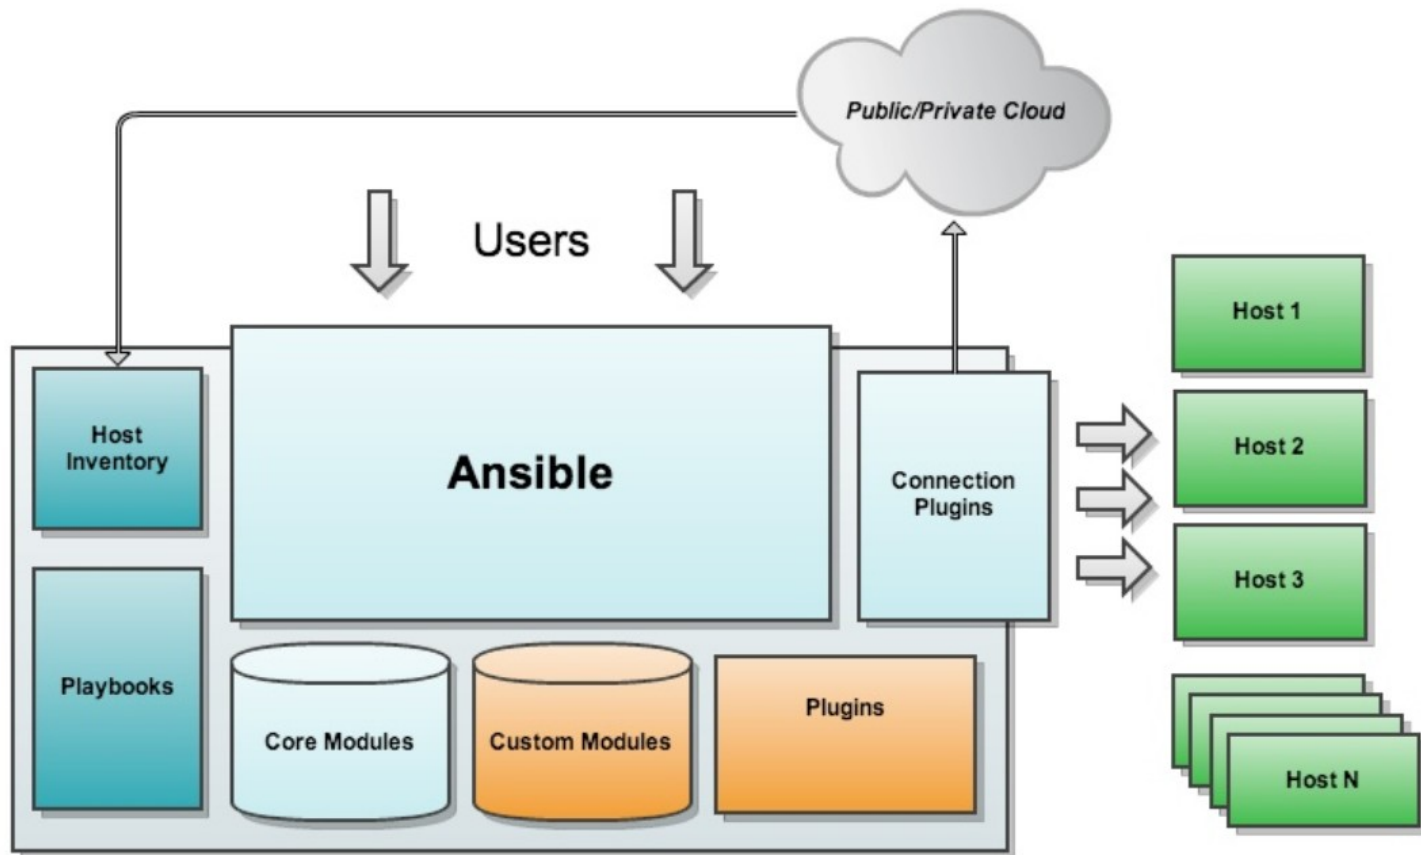 Public/Private Cloud
Users
Host 1
Host
Inventory
Ansible
Connection
Plugins
Host 2
Host 3
Playbooks
Core Modules
Custom Modules
Plugins
Host N